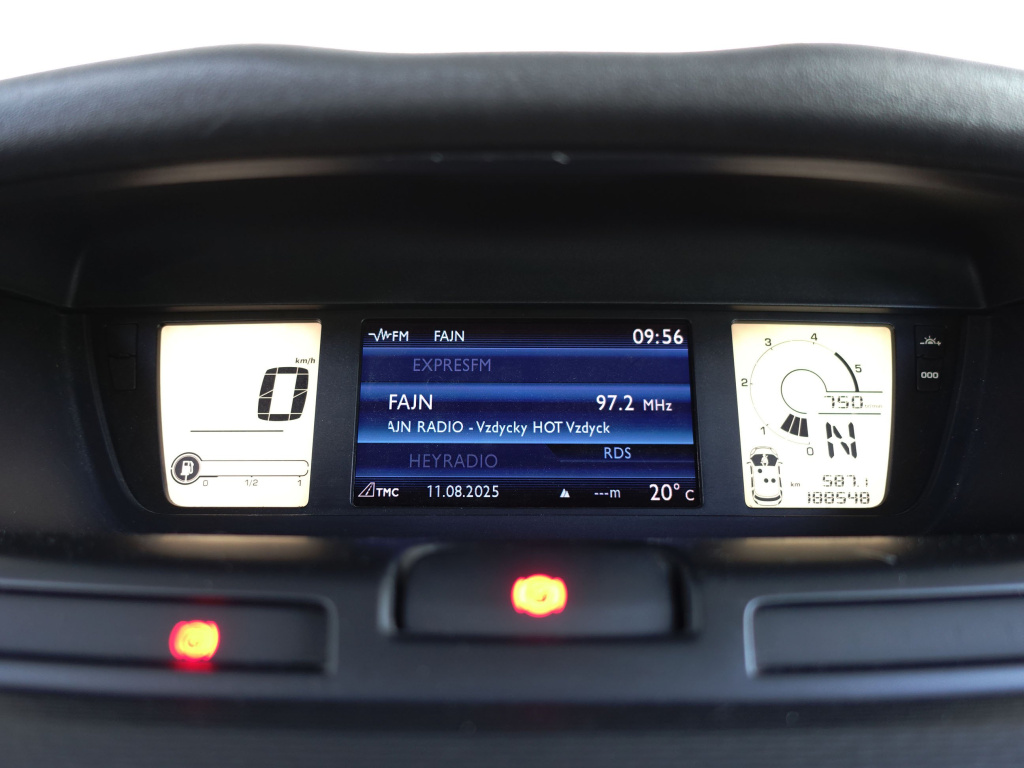 km/h
0
0 1/2 1
FM FAJN 09:56
EXPRESFM
FAJN 97.2 MHz
AJN RADIO - Vzdycky HOT Vzdyck
HEYRADIO RDS
TMC 11.08.2025 ---m 20° C
4
3
5
2
750
1
N
0
km 587.1
188548
000